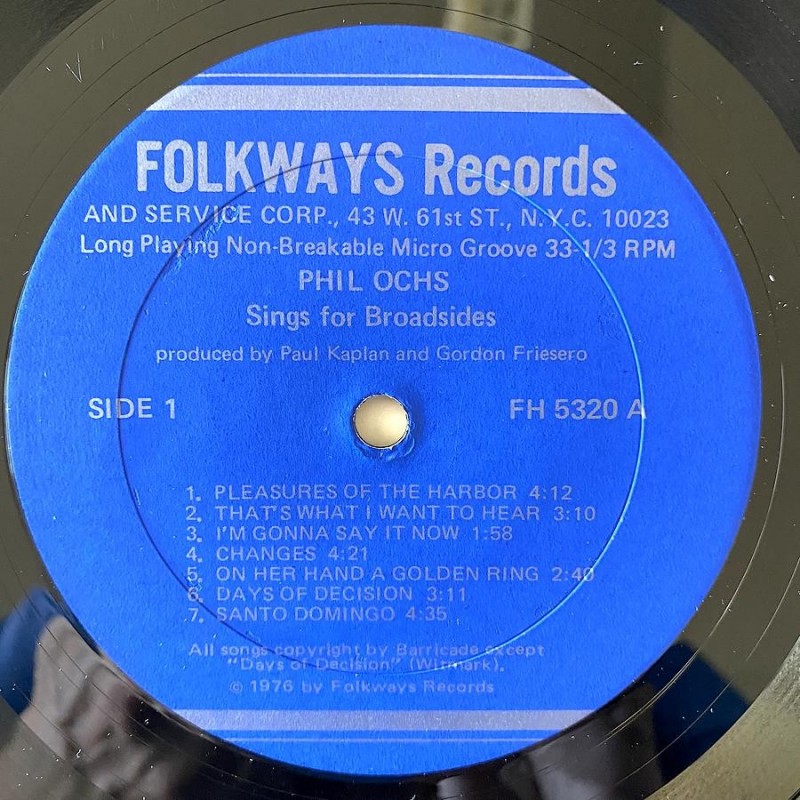 FOLKWAYS Records
AND SERVICE CORP., 43 W. 61st ST., N.Y.C. 10023
Long Playing Non-Breakable Micro Groove 33-1/3 RPM
PHIL OCHS
Sings for Broadsides
produced by Paul Kaplan and Gordon Friesero
SIDE 1 FH 5320 A
1. PLEASURES OF THE HARBOR 4:12
2. THAT'S WHAT I WANT TO HEAR 3:10
3. I'M GONNA SAY IT NOW 1:58
4. CHANGES 4:21
5. ON HER HAND A GOLDEN RING 2:40
6. DAYS OF DECISION 3:11
7. SANTO DOMINGO 4:35
All songs copyright by Barricade except
"Days of Decision" (Witmark).
© 1976 by Folkways Records